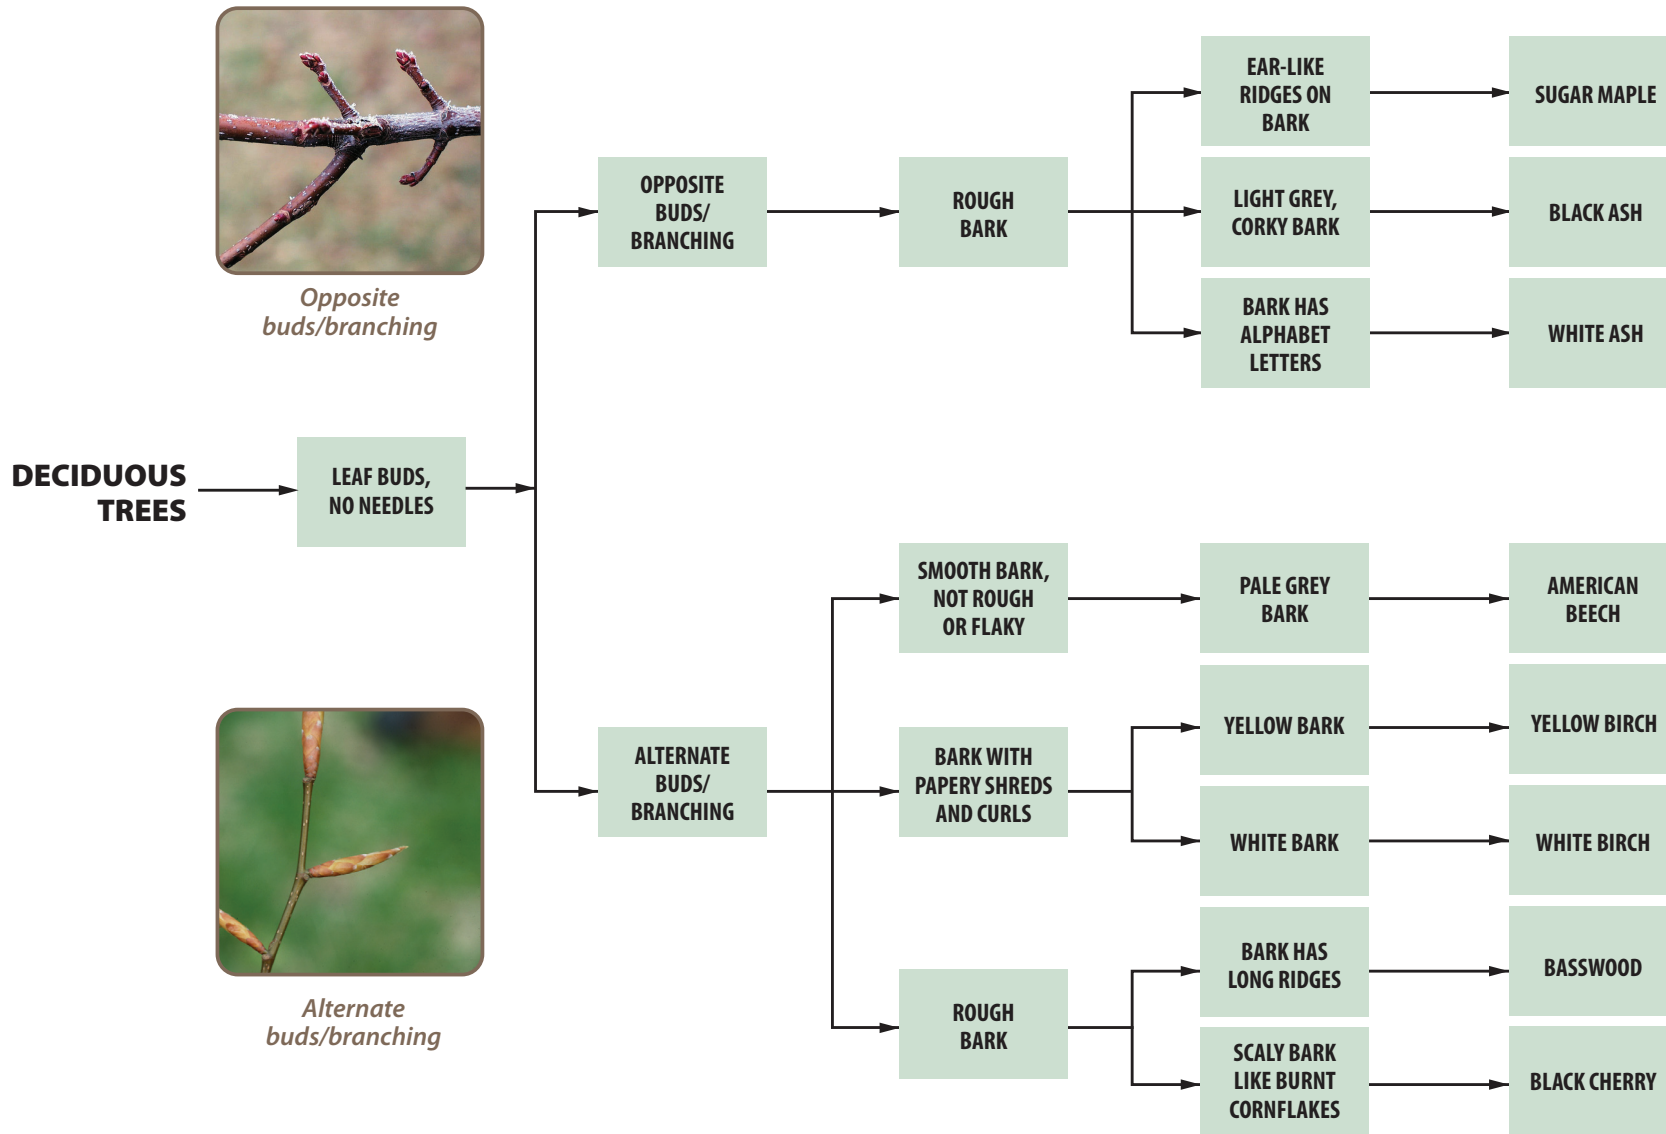 Opposite
buds/branching
DECIDUOUS
TREES
LEAF BUDS,
NO NEEDLES
OPPOSITE
BUDS/
BRANCHING
ROUGH
BARK
EAR-LIKE
RIDGES ON
BARK
SUGAR MAPLE
LIGHT GREY,
CORKY BARK
BLACK ASH
BARK HAS
ALPHABET
LETTERS
WHITE ASH
Alternate
buds/branching
ALTERNATE
BUDS/
BRANCHING
SMOOTH BARK,
NOT ROUGH
OR FLAKY
PALE GREY
BARK
AMERICAN
BEECH
BARK WITH
PAPERY SHREDS
AND CURLS
YELLOW BARK
YELLOW BIRCH
WHITE BARK
WHITE BIRCH
ROUGH
BARK
BARK HAS
LONG RIDGES
BASSWOOD
SCALY BARK
LIKE BURNT
CORNFLAKES
BLACK CHERRY